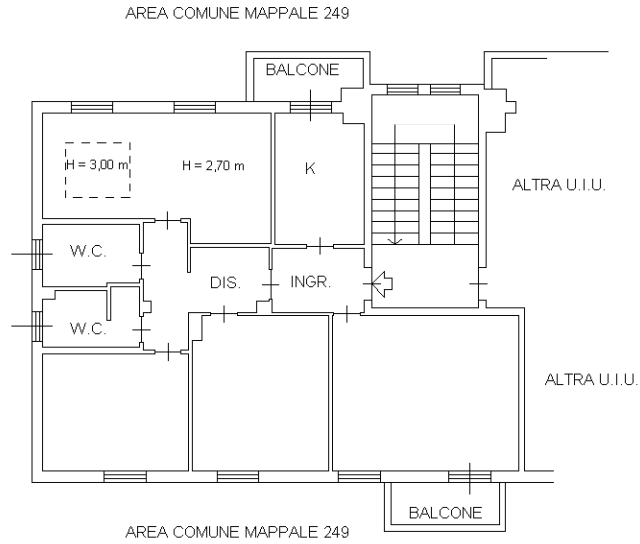 AREA COMUNE MAPPALE 249
BALCONE
H = 3,00 m
H = 2,70 m
K
ALTRA U.I.U.
W.C.
DIS.
INGR.
W.C.
ALTRA U.I.U.
BALCONE
AREA COMUNE MAPPALE 249